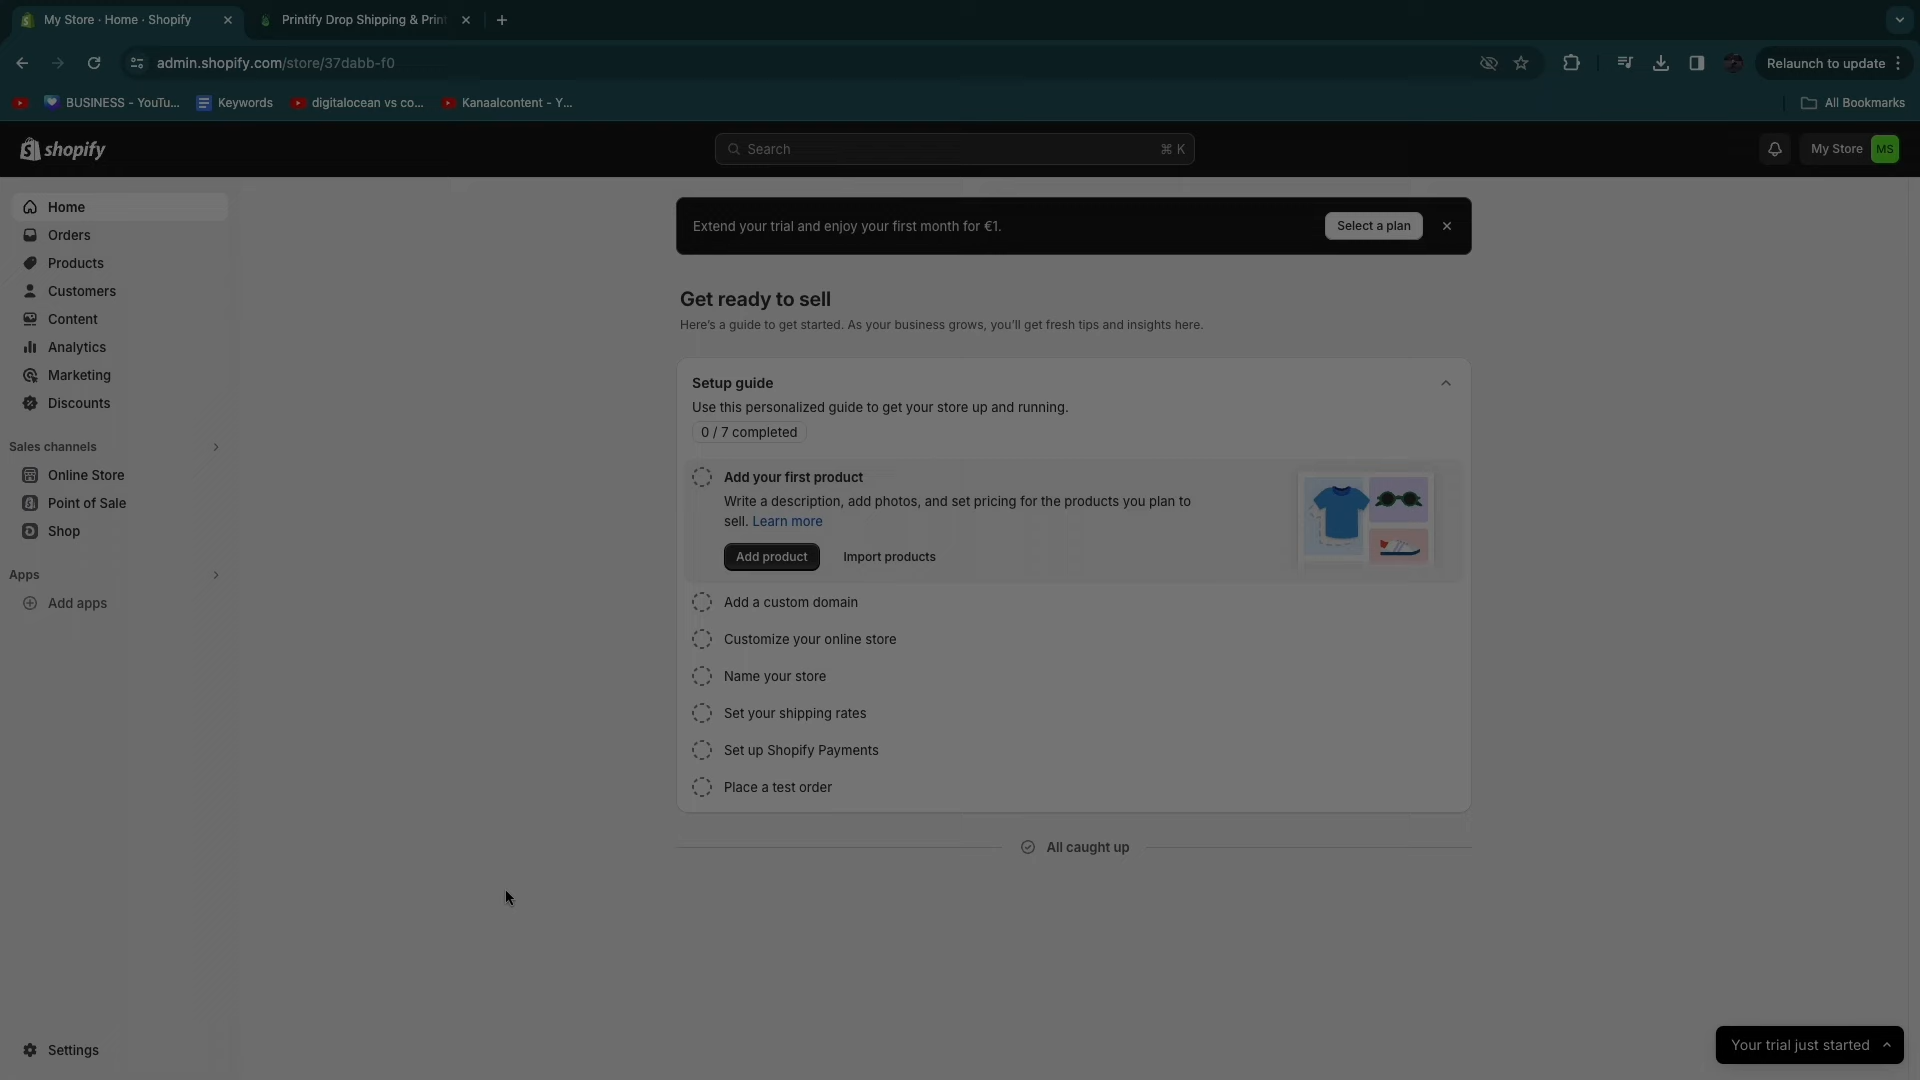 My Store · Home · Shopify
Printify Drop Shipping & Prin
admin.shopify.com/store/37dabb-f0
Relaunch to update
BUSINESS - YouTu...
Keywords
digitalocean vs co...
Kanaalcontent - Y...
All Bookmarks
shopify
Search
⌘ K
My Store
MS
Home
Orders
Products
Customers
Content
Analytics
Marketing
Discounts
Sales channels
Online Store
Point of Sale
Shop
Apps
Add apps
Settings
Extend your trial and enjoy your first month for €1.
Select a plan
Get ready to sell
Here's a guide to get started. As your business grows, you'll get fresh tips and insights here.
Setup guide
Use this personalized guide to get your store up and running.
0 / 7 completed
Add your first product
Write a description, add photos, and set pricing for the products you plan to
sell. Learn more
Add product
Import products
Add a custom domain
Customize your online store
Name your store
Set your shipping rates
Set up Shopify Payments
Place a test order
All caught up
Your trial just started